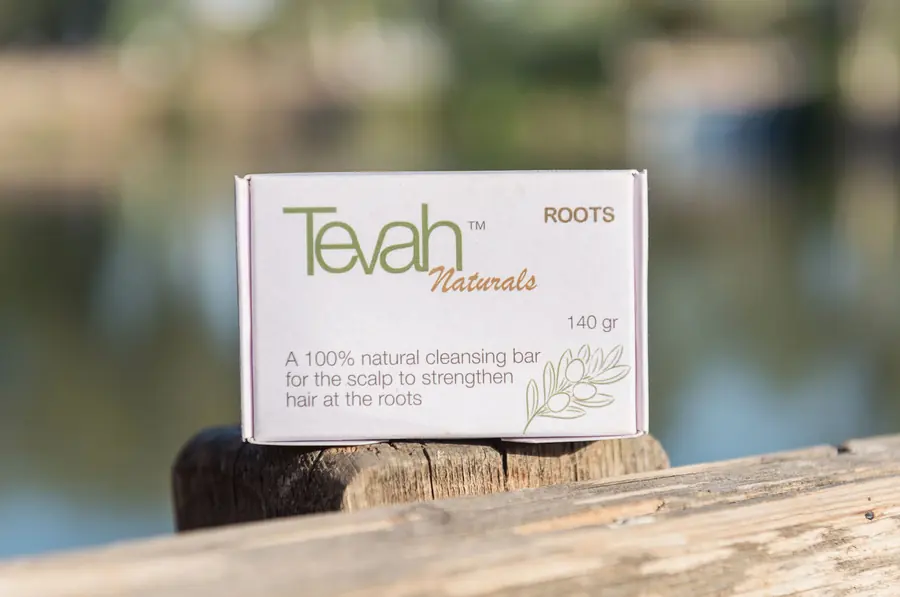 Tevah™
Naturals
ROOTS
140 gr
A 100% natural cleansing bar
for the scalp to strengthen
hair at the roots